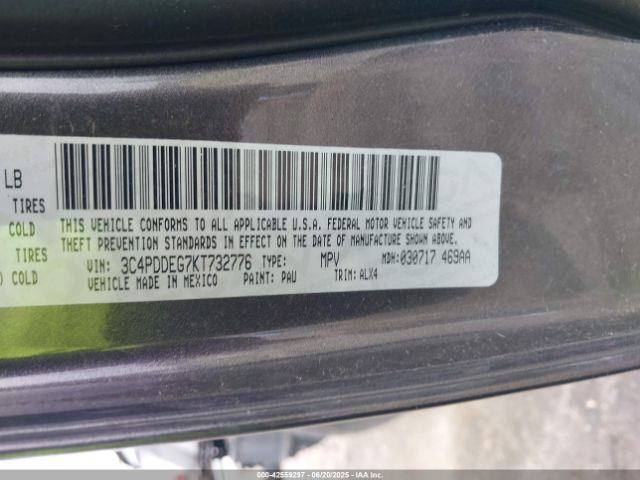 LB
TIRES
COLD
TIRES
) COLD
THIS VEHICLE CONFORMS TO ALL APPLICABLE U.S.A. FEDERAL MOTOR VEHICLE SAFETY AND
THEFT PREVENTION STANDARDS IN EFFECT ON THE DATE OF MANUFACTURE SHOWN ABOVE.
VIN: 3C4PDDEG7KT732776 TYPE: MPV MDH:030717 469AA
VEHICLE MADE IN MEXICO PAINT: PAU TRIM: ALX4
000-42559297 - 06/20/2025 - IAAI.COM